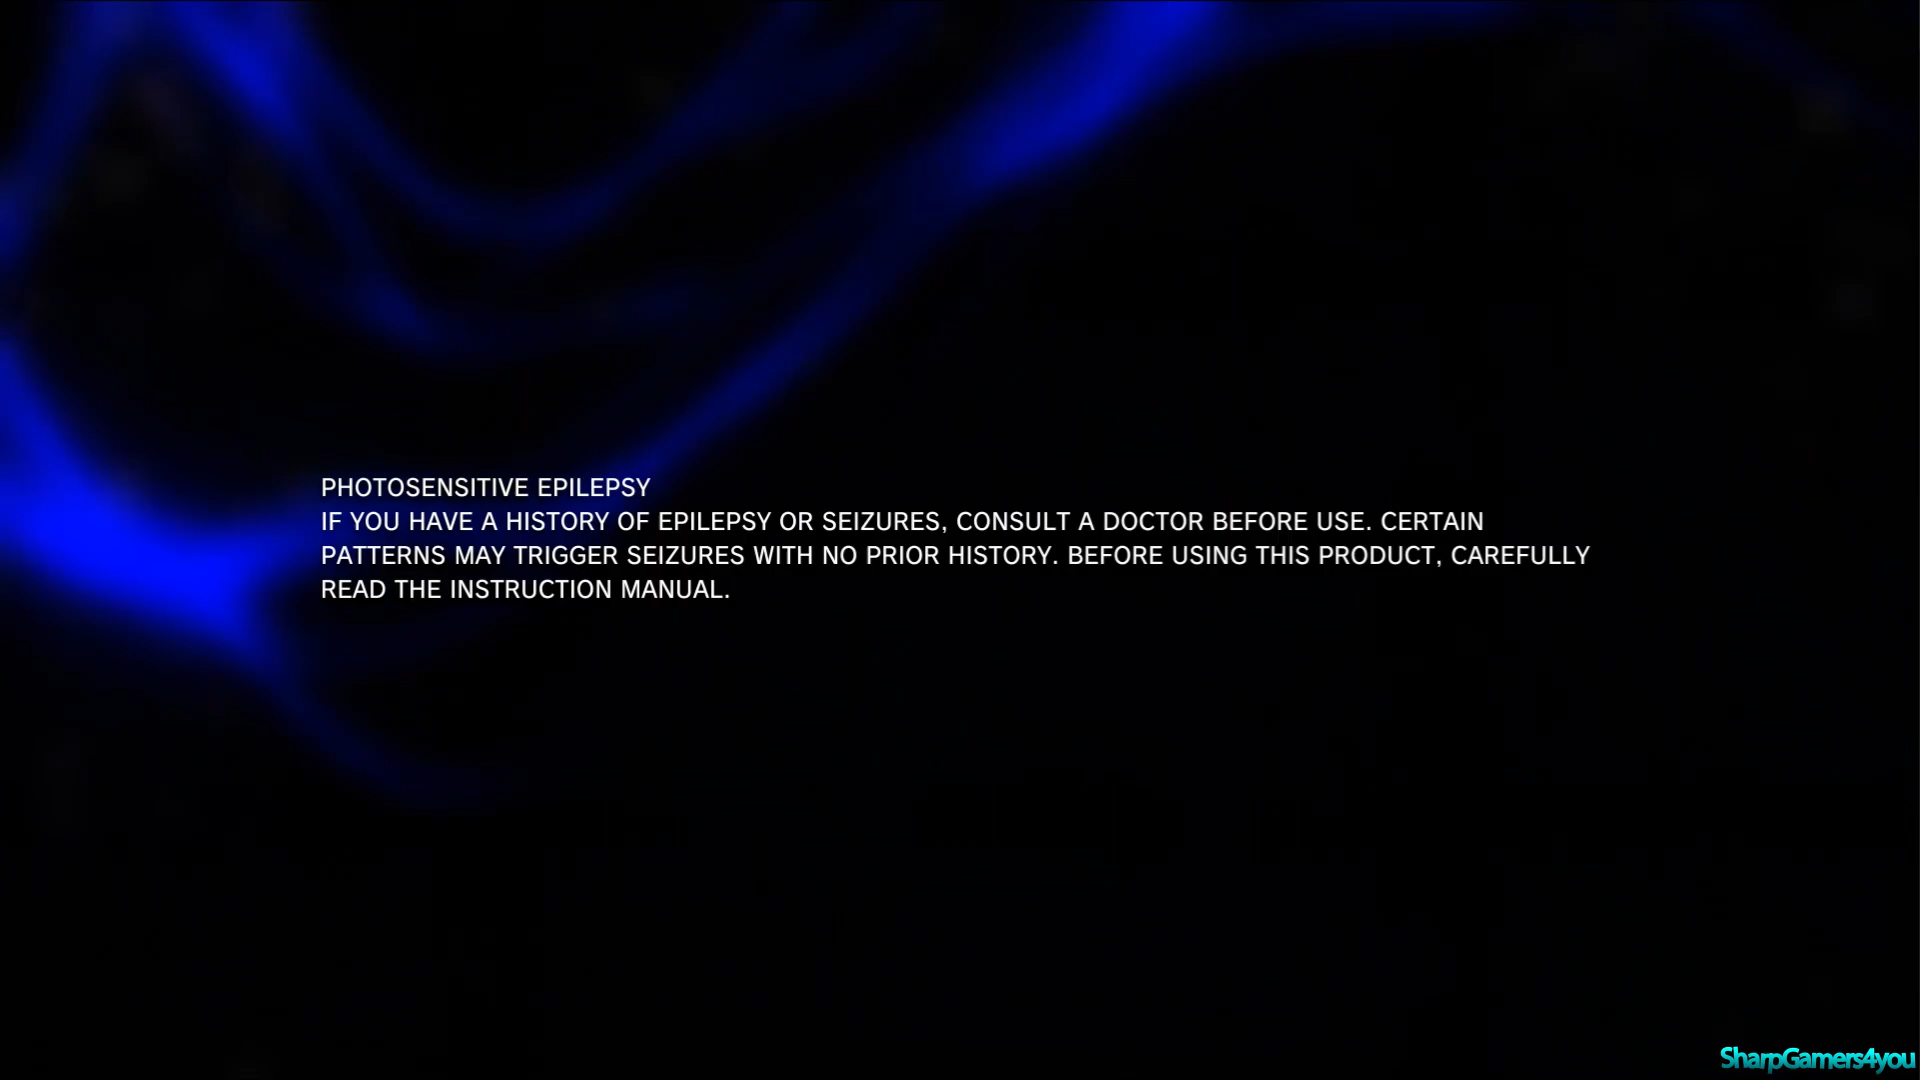 PHOTOSENSITIVE EPILEPSY
IF YOU HAVE A HISTORY OF EPILEPSY OR SEIZURES, CONSULT A DOCTOR BEFORE USE. CERTAIN
PATTERNS MAY TRIGGER SEIZURES WITH NO PRIOR HISTORY. BEFORE USING THIS PRODUCT, CAREFULLY
READ THE INSTRUCTION MANUAL.
SharpGamers4you